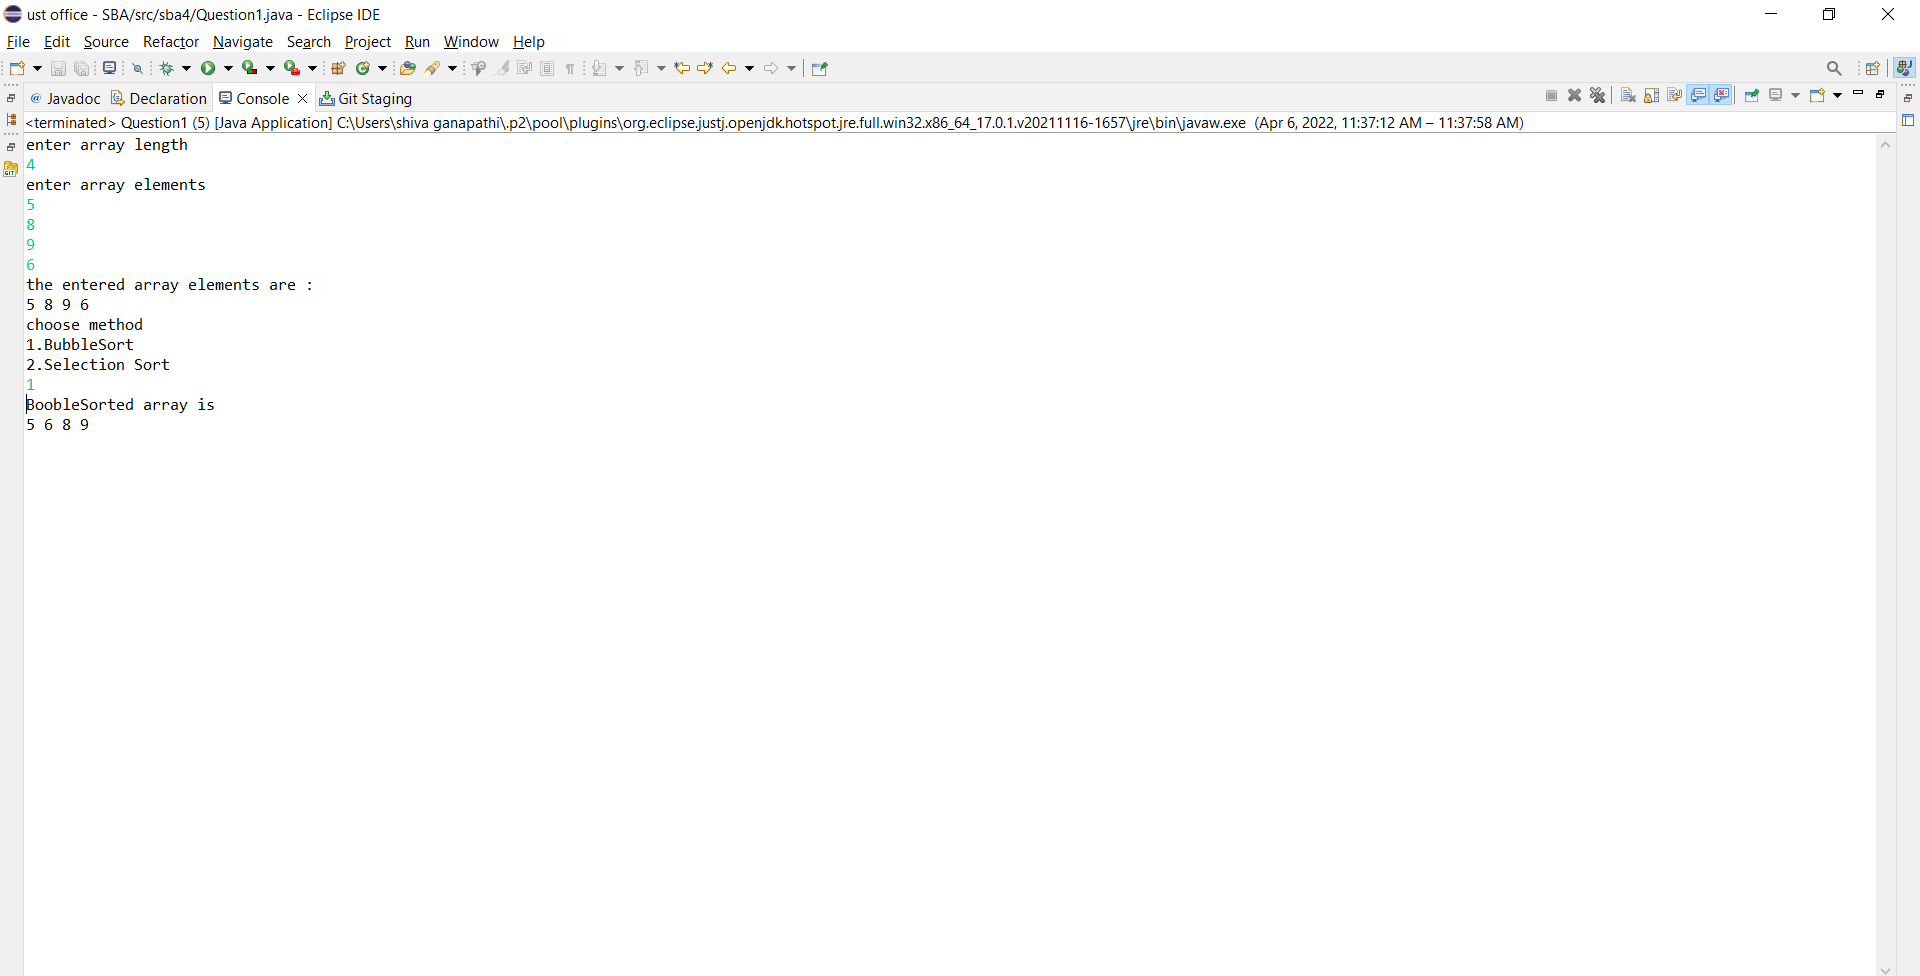 ust office - SBA/src/sba4/Question1.java - Eclipse IDE
File Edit Source Refactor Navigate Search Project Run Window Help
@ Javadoc Declaration Console Git Staging
<terminated> Question1 (5) [Java Application] C:\Users\shiva ganapathi\.p2\pool\plugins\org.eclipse.justj.openjdk.hotspot.jre.full.win32.x86_64_17.0.1.v20211116-1657\jre\bin\javaw.exe (Apr 6, 2022, 11:37:12 AM – 11:37:58 AM)
enter array length
4
enter array elements
5
8
9
6
the entered array elements are :
5 8 9 6
choose method
1.BubbleSort
2.Selection Sort
1
BoobleSorted array is
5 6 8 9